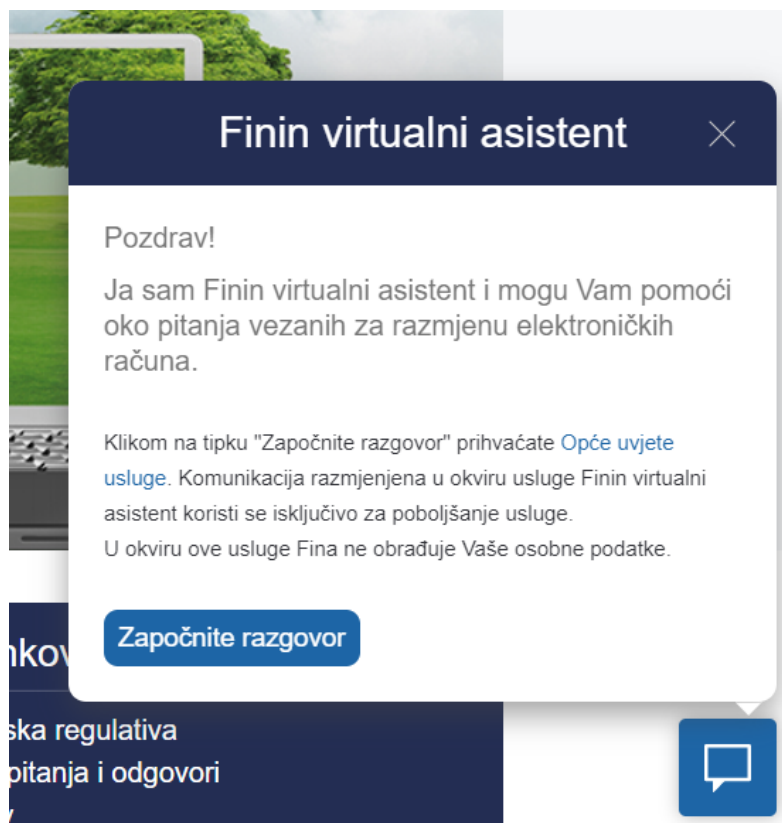 Finin virtualni asistent
Pozdrav!
Ja sam Finin virtualni asistent i mogu Vam pomoći
oko pitanja vezanih za razmjenu elektroničkih
računa.
Klikom na tipku "Započnite razgovor" prihvaćate Opće uvjete
usluge. Komunikacija razmjenjena u okviru usluge Finin virtualni
asistent koristi se isključivo za poboljšanje usluge.
U okviru ove usluge Fina ne obrađuje Vaše osobne podatke.
Započnite razgovor
ska regulativa
pitanja i odgovori